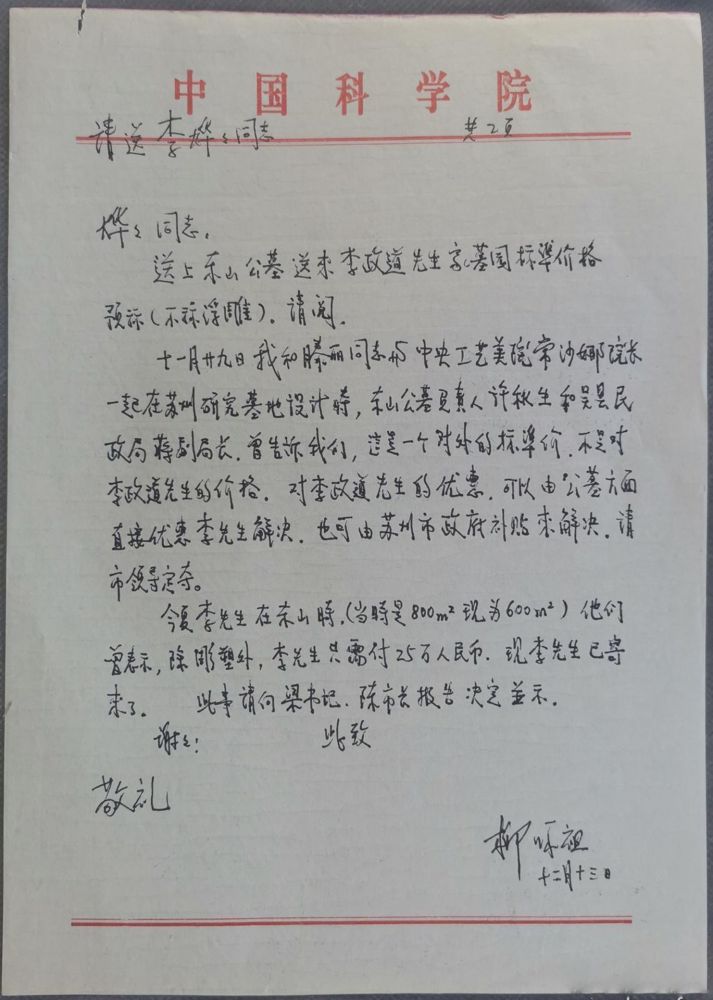 中国科学院
请送李烨々同志 共2页
烨々同志，
送上东山公墓送来李政道先生家墓园标准价格
预标（不标浮雕）。请阅。
十一月廿九日我和滕丽同志与中央工艺美院常沙娜院长
一起在苏州研究墓地设计时，东山公墓负责人许秋生和吴县民
政局蒋副局长，曾告诉我们，这是一个对外的标准价，不是对
李政道先生的价格。对李政道先生的优惠，可以由公墓方面
直接优惠李先生解决，也可由苏州市政府补贴来解决，请
市领导定夺。
今夏李先生在东山时，（当时是800m²现为600m²）他们
曾表示，除雕塑外，李先生只需付25万人民币，现李先生已寄
来了。 此事请向梁书记、陈市长报告决定并示。
谢々！ 此致
敬礼
柳怀祖
十二月十三日